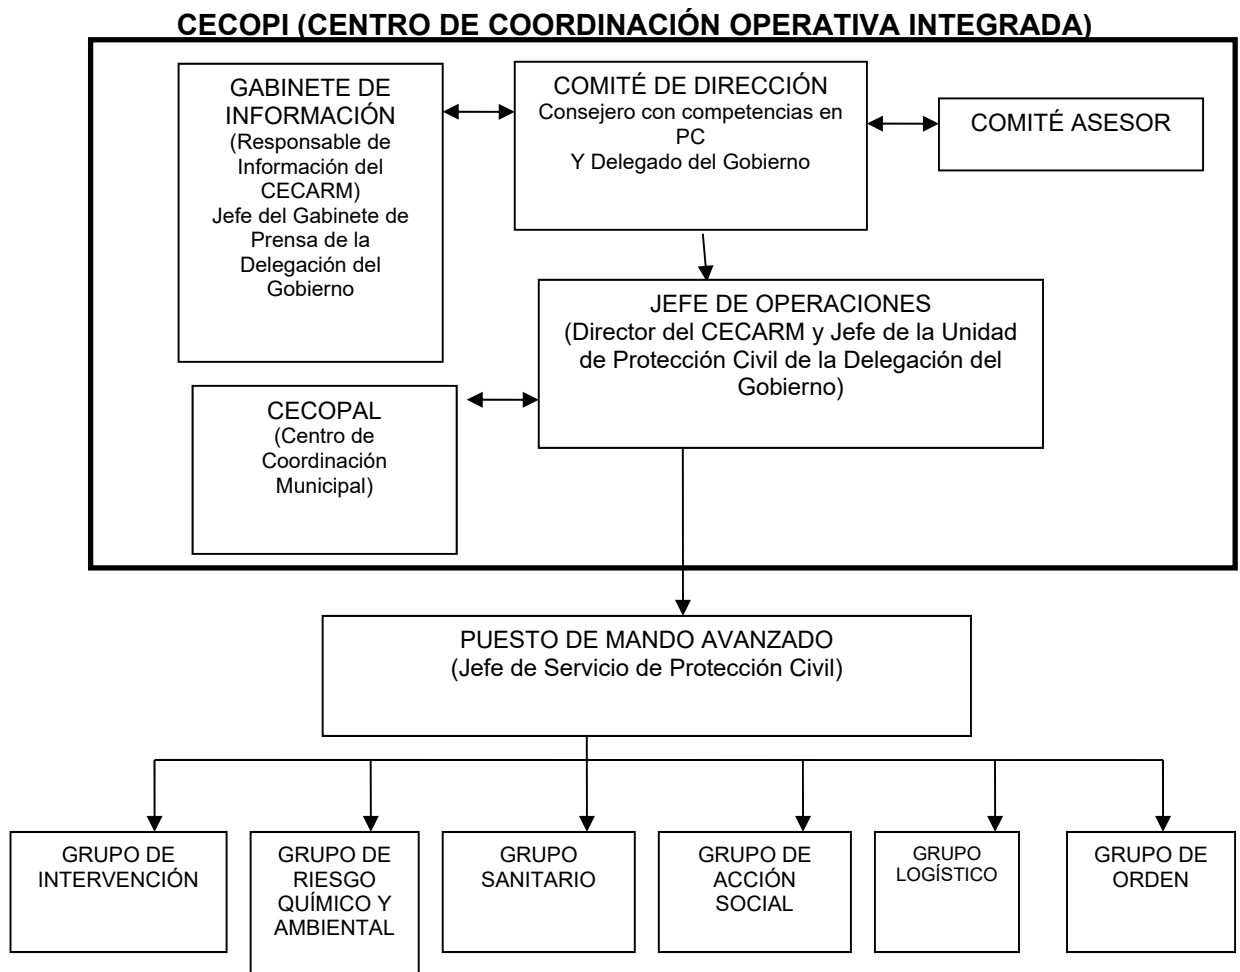 CECOPI (CENTRO DE COORDINACIÓN OPERATIVA INTEGRADA)
GABINETE DE
INFORMACIÓN
(Responsable de
Información del
CECARM)
Jefe del Gabinete de
Prensa de la
Delegación del
Gobierno
COMITÉ DE DIRECCIÓN
Consejero con competencias en
PC
Y Delegado del Gobierno
COMITÉ ASESOR
JEFE DE OPERACIONES
(Director del CECARM y Jefe de la Unidad
de Protección Civil de la Delegación del
Gobierno)
CECOPAL
(Centro de
Coordinación
Municipal)
PUESTO DE MANDO AVANZADO
(Jefe de Servicio de Protección Civil)
GRUPO DE
INTERVENCIÓN
GRUPO DE
RIESGO
QUÍMICO Y
AMBIENTAL
GRUPO
SANITARIO
GRUPO DE
ACCIÓN
SOCIAL
GRUPO
LOGÍSTICO
GRUPO DE
ORDEN